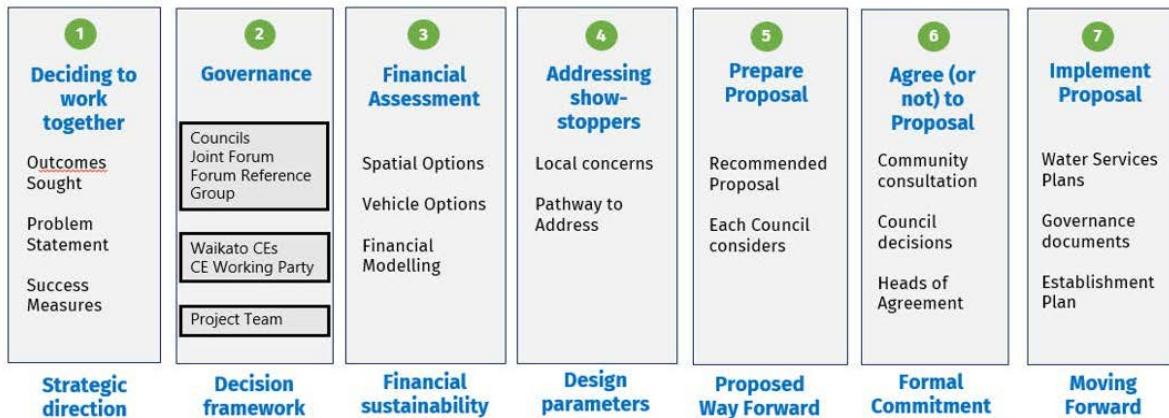 1
Deciding to
work
together
Outcomes
Sought
Problem
Statement
Success
Measures
Strategic
direction
2
Governance
Councils
Joint Forum
Forum Reference
Group
Waikato CEs
CE Working Party
Project Team
Decision
framework
3
Financial
Assessment
Spatial Options
Vehicle Options
Financial
Modelling
Financial
sustainability
4
Addressing
show-
stoppers
Local concerns
Pathway to
Address
Design
parameters
5
Prepare
Proposal
Recommended
Proposal
Each Council
considers
Proposed
Way Forward
6
Agree (or
not) to
Proposal
Community
consultation
Council
decisions
Heads of
Agreement
Formal
Commitment
7
Implement
Proposal
Water Services
Plans
Governance
documents
Establishment
Plan
Moving
Forward